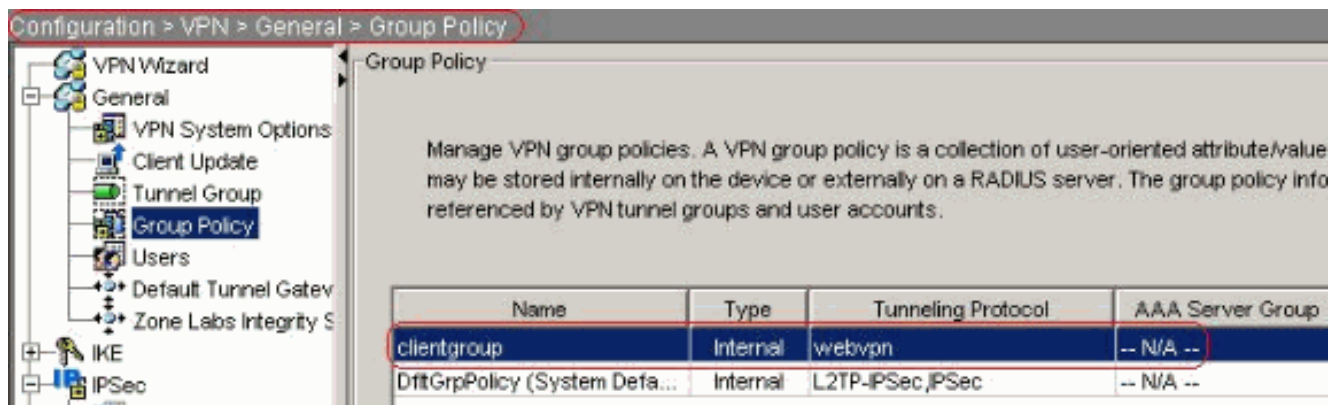 Configuration > VPN > General > Group Policy
VPN Wizard
General
VPN System Options
Client Update
Tunnel Group
Group Policy
Users
Default Tunnel Gatev
Zone Labs Integrity S
IKE
IPSec
Group Policy
Manage VPN group policies. A VPN group policy is a collection of user-oriented attribute/value
may be stored internally on the device or externally on a RADIUS server. The group policy info
referenced by VPN tunnel groups and user accounts.
Name Type Tunneling Protocol AAA Server Group
clientgroup Internal webvpn -- N/A --
DfltGrpPolicy (System Defa... Internal L2TP-IPSec,IPSec -- N/A --